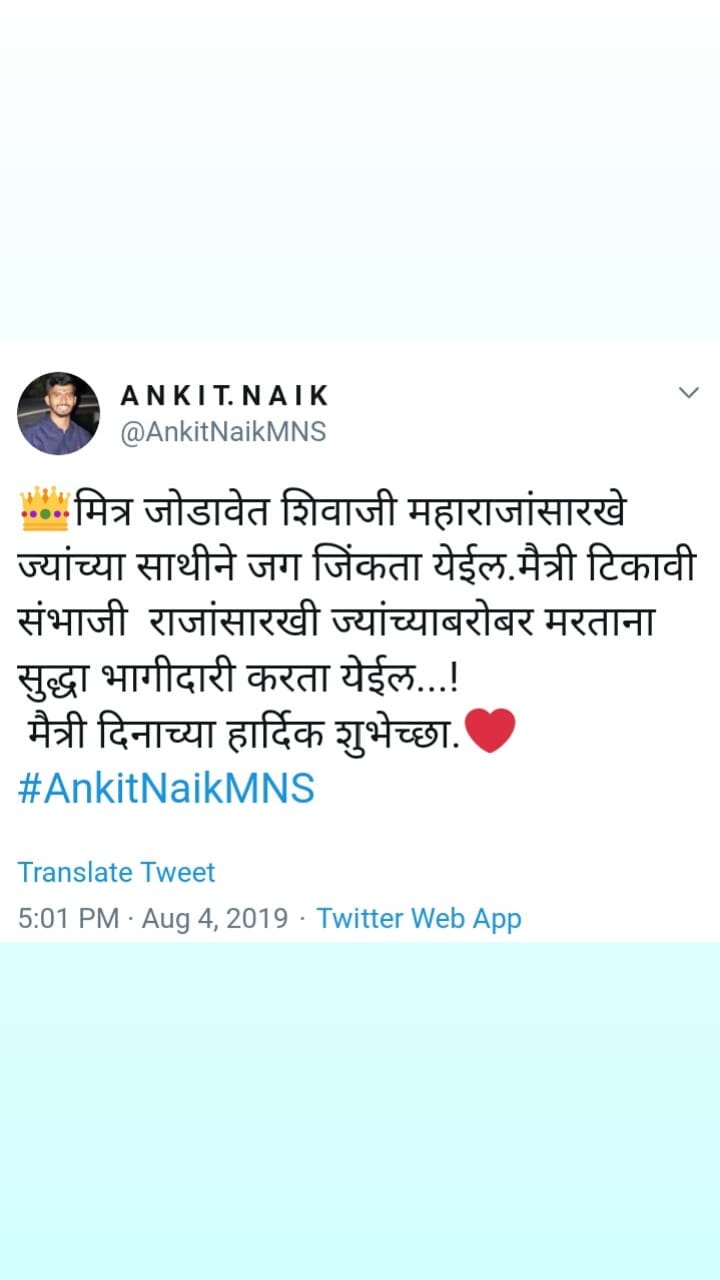 ANKIT.NAIK
@AnkitNaikMNS
👑मित्र जोडावेत शिवाजी महाराजांसारखे
ज्यांच्या साथीने जग जिंकता येईल.मैत्री टिकावी
संभाजी  राजांसारखी ज्यांच्याबरोबर मरताना
सुद्धा भागीदारी करता येईल...!
मैत्री दिनाच्या हार्दिक शुभेच्छा.❤️
#AnkitNaikMNS
Translate Tweet
5:01 PM · Aug 4, 2019 · Twitter Web App